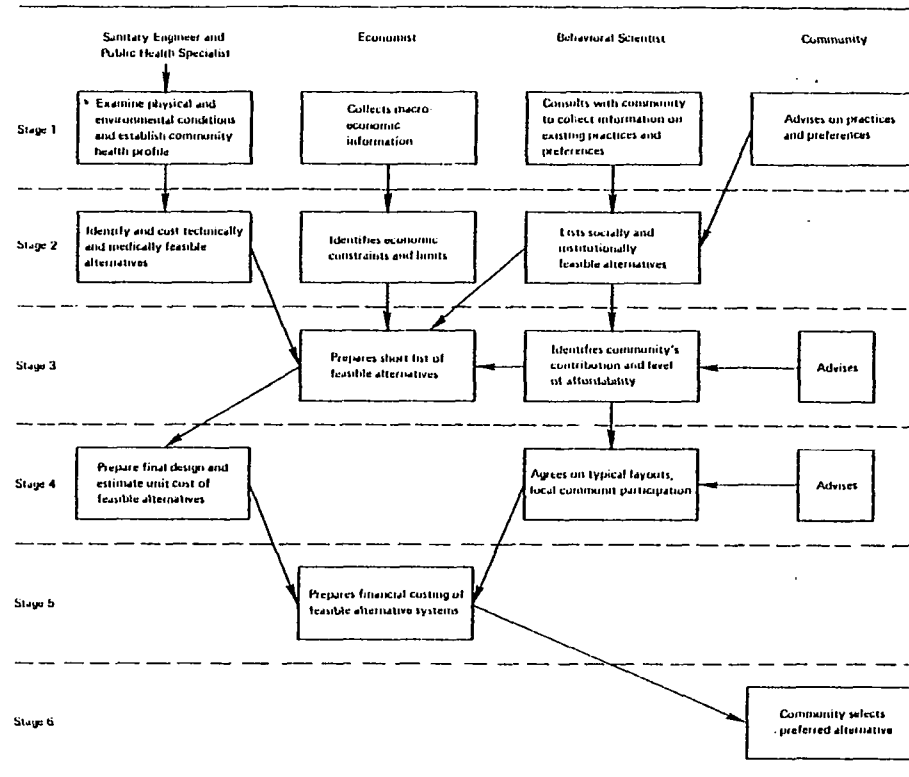 Sanitary Engineer and
Public Health Specialist
Economist
Behavioral Scientist
Community
Stage 1
Examine physical and
environmental conditions
and establish community
health profile
Collects macro-
economic
information
Consults with community
to collect information on
existing practices and
preferences
Advises on practices
and preferences
Stage 2
Identify and cost technically
and medically feasible
alternatives
Identifies economic
constraints and limits
Lists socially and
institutionally
feasible alternatives
Stage 3
Prepares short list of
feasible alternatives
Identifies community's
contribution and level
of affordability
Advises
Stage 4
Prepare final design and
estimate unit cost of
feasible alternatives
Agrees on typical layouts,
local communit participation
Advises
Stage 5
Prepares financial costing of
feasible alternative systems
Stage 6
Community selects
preferred alternative